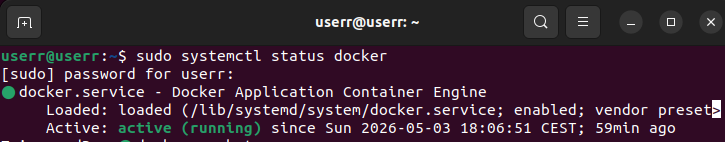 userr@userr: ~
userr@userr:~$ sudo systemctl status docker
[sudo] password for userr:
● docker.service - Docker Application Container Engine
Loaded: loaded (/lib/systemd/system/docker.service; enabled; vendor preset>
Active: active (running) since Sun 2026-05-03 18:06:51 CEST; 59min ago